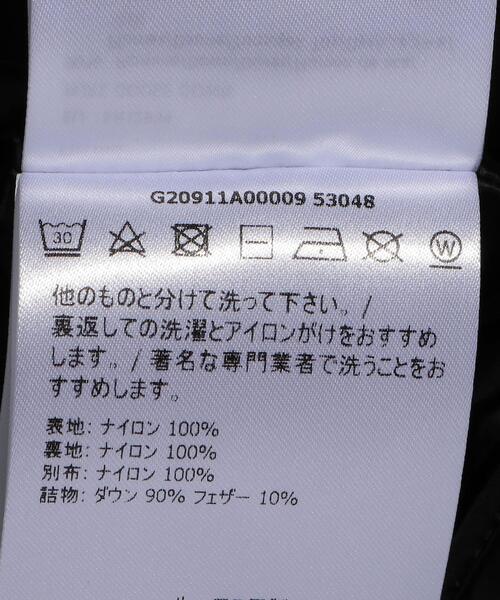 G20911A00009 53048
30
W
他のものと分けて洗って下さい。/
裏返しての洗濯とアイロンがけをおすすめ
します。/ 著名な専門業者で洗うことをお
すすめします。
表地: ナイロン 100%
裏地: ナイロン 100%
別布: ナイロン 100%
詰物: ダウン 90% フェザー 10%